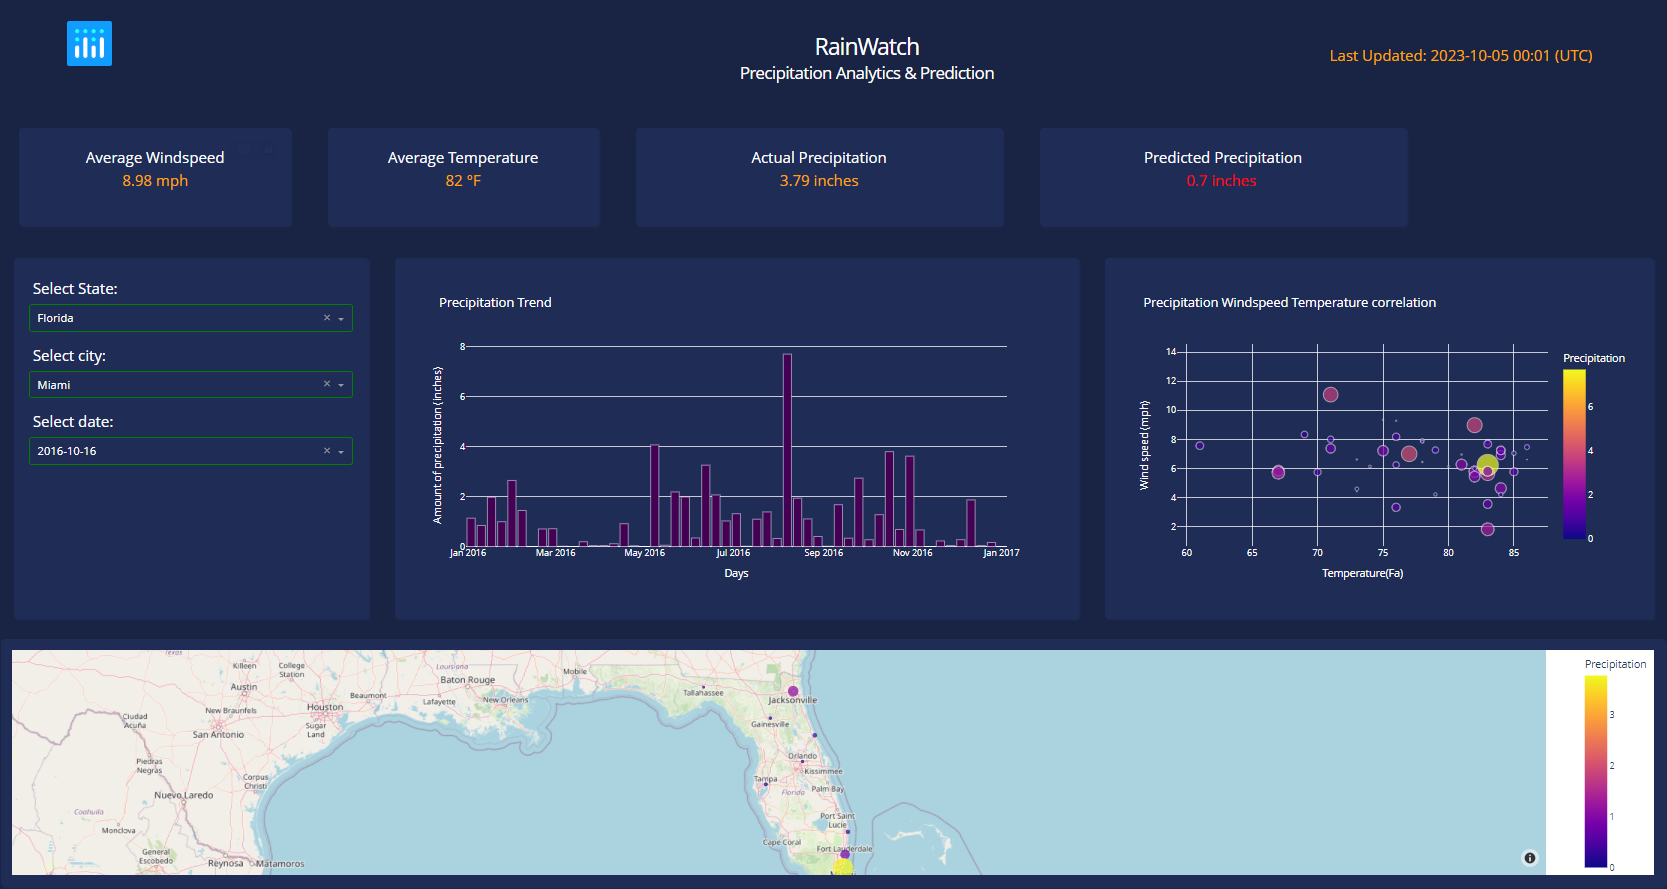 RainWatch
Precipitation Analytics & Prediction
Last Updated: 2023-10-05 00:01 (UTC)
Average Windspeed
8.98 mph
Average Temperature
82 °F
Actual Precipitation
3.79 inches
Predicted Precipitation
0.7 inches
Select State:
Florida
Select city:
Miami
Select date:
2016-10-16
Precipitation Trend
Amount of precipitation (Inches)
8
6
4
2
0
Jan 2016
Mar 2016
May 2016
Jul 2016
Sep 2016
Nov 2016
Jan 2017
Days
Precipitation Windspeed Temperature correlation
Wind speed (mph)
14
12
10
8
6
4
2
60
65
70
75
80
85
Temperature(Fa)
Precipitation
6
4
2
0
Texas
Killeen
College
Station
Louisiana
Baton Rouge
Mobile
Tallahassee
Jacksonville
Austin
Beaumont
Lafayette
New Orleans
New Braunfels
Houston
Ciudad
Acuña
Sugar
Land
San Antonio
Gainesville
Piedras
Negras
Corpus
Christi
Orlando
Kissimmee
Tampa
Florida
Palm Bay
Nuevo Laredo
Coahuila
Monclova
Port Saint
Lucie
Cape Coral
Fort Lauderdale
General
Escobedo
Reynosa
Matamoros
Precipitation
3
2
1
0